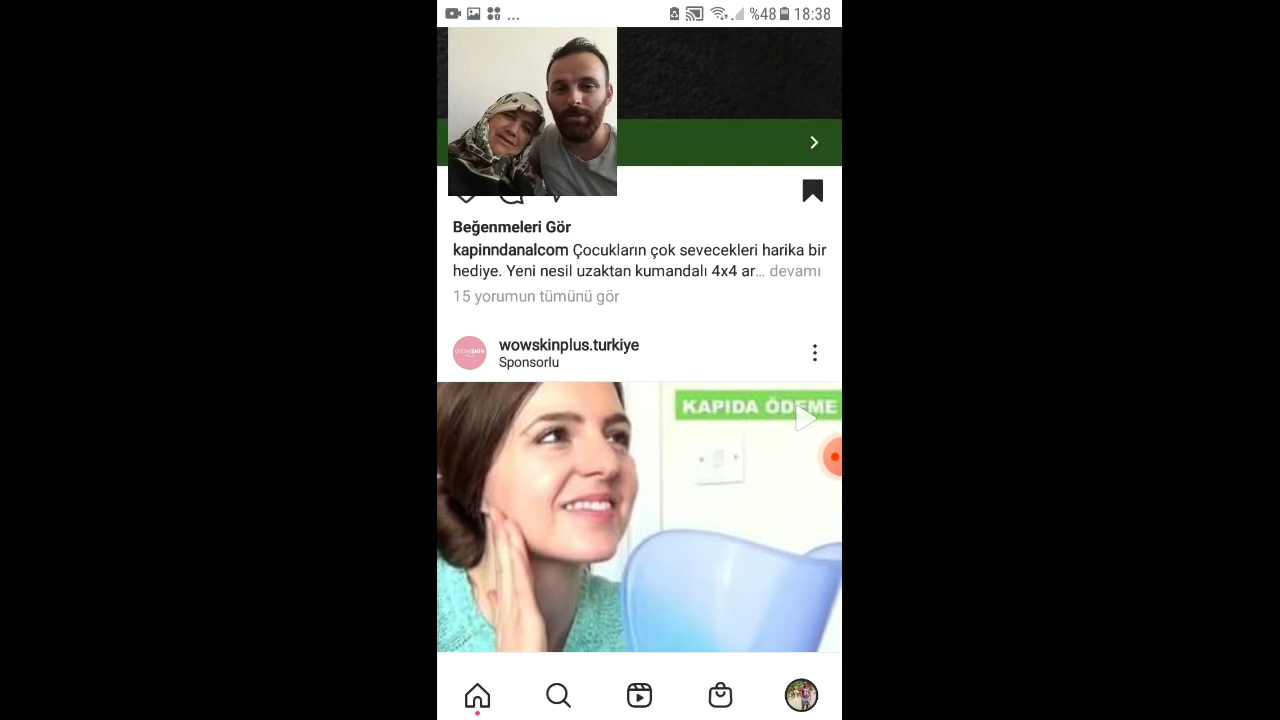 ... %48 18:38
Beğenmeleri Gör
kapinndanalcom Çocukların çok sevecekleri harika bir
hediye. Yeni nesil uzaktan kumandalı 4x4 ar... devamı
15 yorumun tümünü gör
WOWSKIN
wowskinplus.turkiye
Sponsorlu
KAPIDA ÖDEME